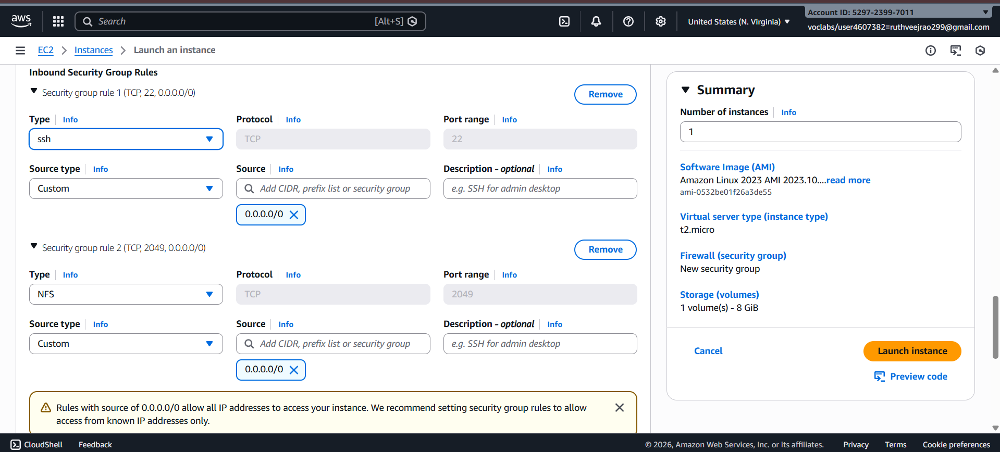 aws
Search
[Alt+S]
United States (N. Virginia)
Account ID: 5297-2399-7011
voclabs/user4607382=ruthveejrao299@gmail.com
EC2 > Instances > Launch an instance
Inbound Security Group Rules
Security group rule 1 (TCP, 22, 0.0.0.0/0)
Remove
Type Info
Protocol Info
Port range Info
ssh
TCP
22
Source type Info
Source Info
Description - optional Info
Custom
Add CIDR, prefix list or security group
e.g. SSH for admin desktop
0.0.0.0/0
Security group rule 2 (TCP, 2049, 0.0.0.0/0)
Remove
Type Info
Protocol Info
Port range Info
NFS
TCP
2049
Source type Info
Source Info
Description - optional Info
Custom
Add CIDR, prefix list or security group
e.g. SSH for admin desktop
0.0.0.0/0
Rules with source of 0.0.0.0/0 allow all IP addresses to access your instance. We recommend setting security group rules to allow
access from known IP addresses only.
Summary
Number of instances Info
1
Software Image (AMI)
Amazon Linux 2023 AMI 2023.10....read more
ami-0532be01f26a3de55
Virtual server type (instance type)
t2.micro
Firewall (security group)
New security group
Storage (volumes)
1 volume(s) - 8 GiB
Cancel
Launch instance
Preview code
CloudShell
Feedback
© 2026, Amazon Web Services, Inc. or its affiliates.
Privacy
Terms
Cookie preferences